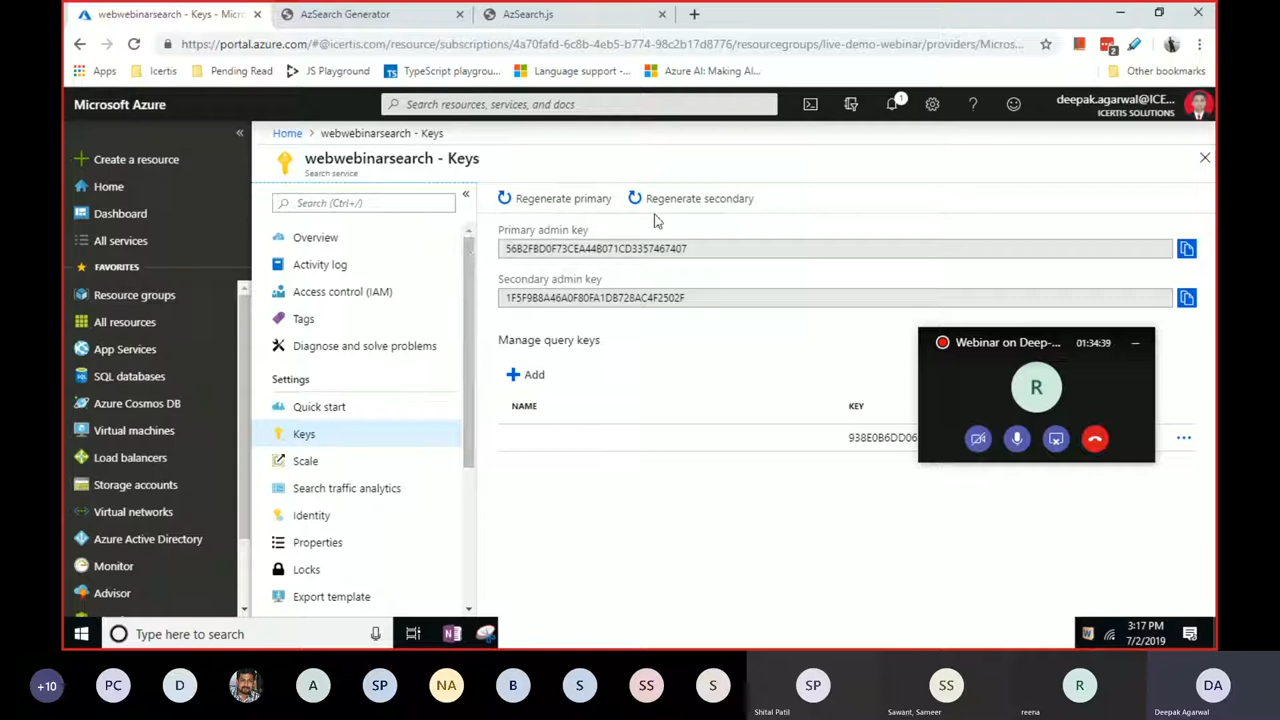 webwebinarsearch - Keys - Micr
AzSearch Generator
AzSearch.js
https://portal.azure.com/#@icertis.com/resource/subscriptions/4a70fafd-6c8b-4eb5-b774-98c2b17d8776/resourcegroups/live-demo-webinar/providers/Micros...
Apps
Icertis
Pending Read
JS Playground
TS
TypeScript playgrou...
Language support -...
Azure AI: Making AI...
Other bookmarks
Microsoft Azure
Search resources, services, and docs
1
deepak.agarwal@ICE...
ICERTIS SOLUTIONS
Create a resource
Home
Dashboard
All services
FAVORITES
Resource groups
All resources
App Services
SQL databases
Azure Cosmos DB
Virtual machines
Load balancers
Storage accounts
Virtual networks
Azure Active Directory
Monitor
Advisor
Home > webwebinarsearch - Keys
webwebinarsearch - Keys
Search service
Search (Ctrl+/)
Overview
Activity log
Access control (IAM)
Tags
Diagnose and solve problems
Settings
Quick start
Keys
Scale
Search traffic analytics
Identity
Properties
Locks
Export template
Regenerate primary
Regenerate secondary
Primary admin key
56B2FBD0F73CEA44B071CD3357467407
Secondary admin key
1F5F9B8A46A0F80FA1DB728AC4F2502F
Manage query keys
Add
NAME
KEY
938E0B6DD06
Webinar on Deep-...
01:34:39
R
Type here to search
3:17 PM
7/2/2019
+10
PC
D
A
SP
NA
B
S
SS
S
SP
Shital Patil
SS
Sawant, Sameer
R
reena
DA
Deepak Agarwal